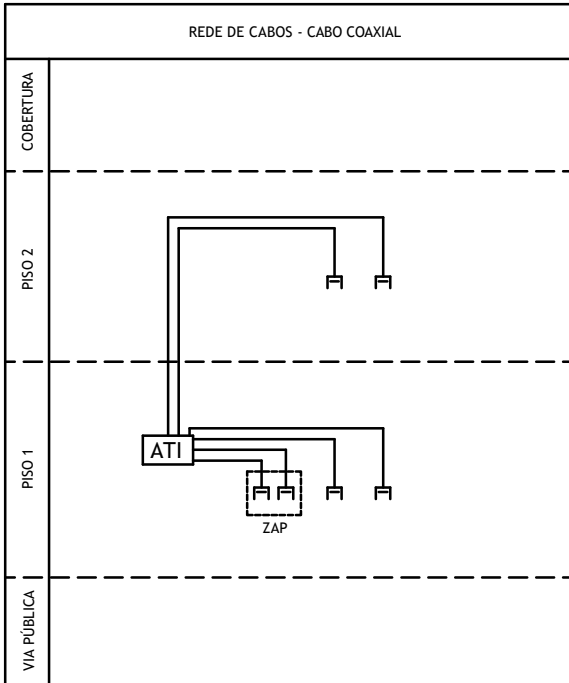 REDE DE CABOS - CABO COAXIAL
COBERTURA
PISO 2
PISO 1
ATI
ZAP
VIA PÚBLICA